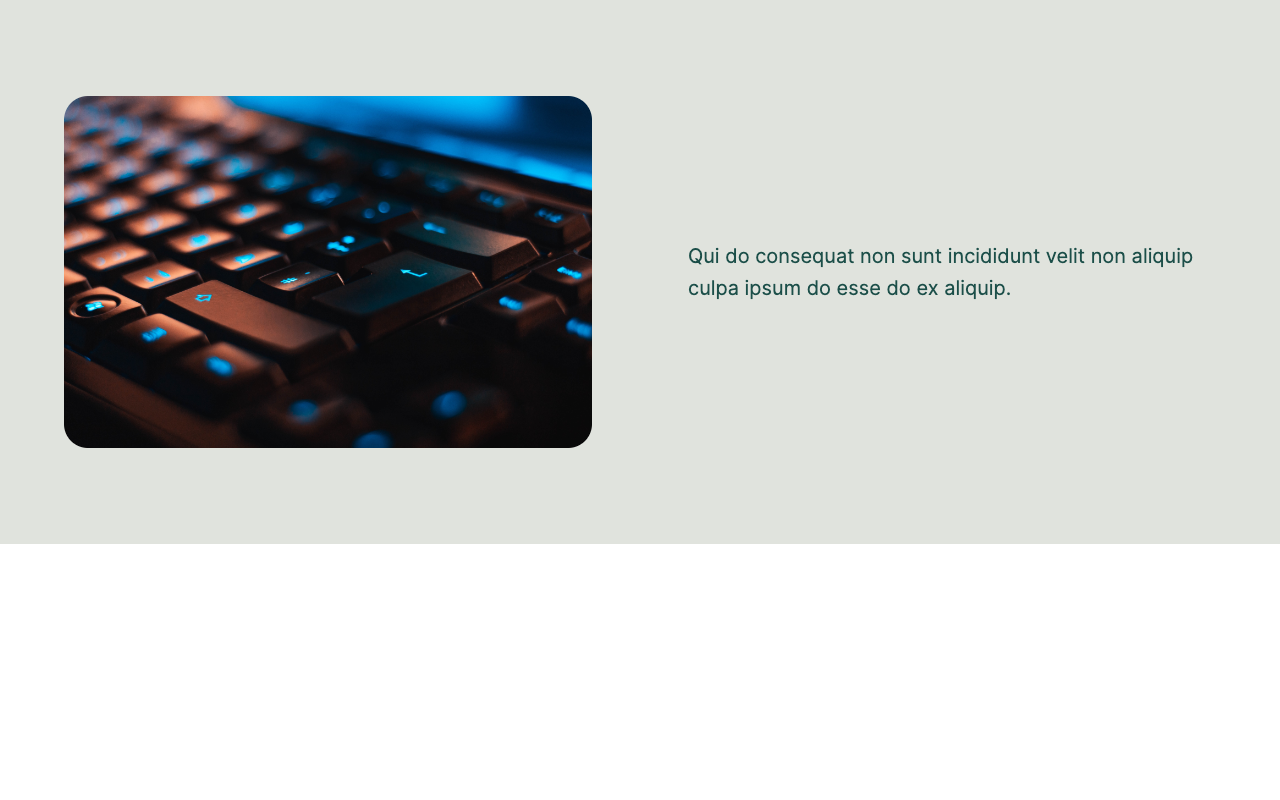 Qui do consequat non sunt incididunt velit non aliquip
culpa ipsum do esse do ex aliquip.